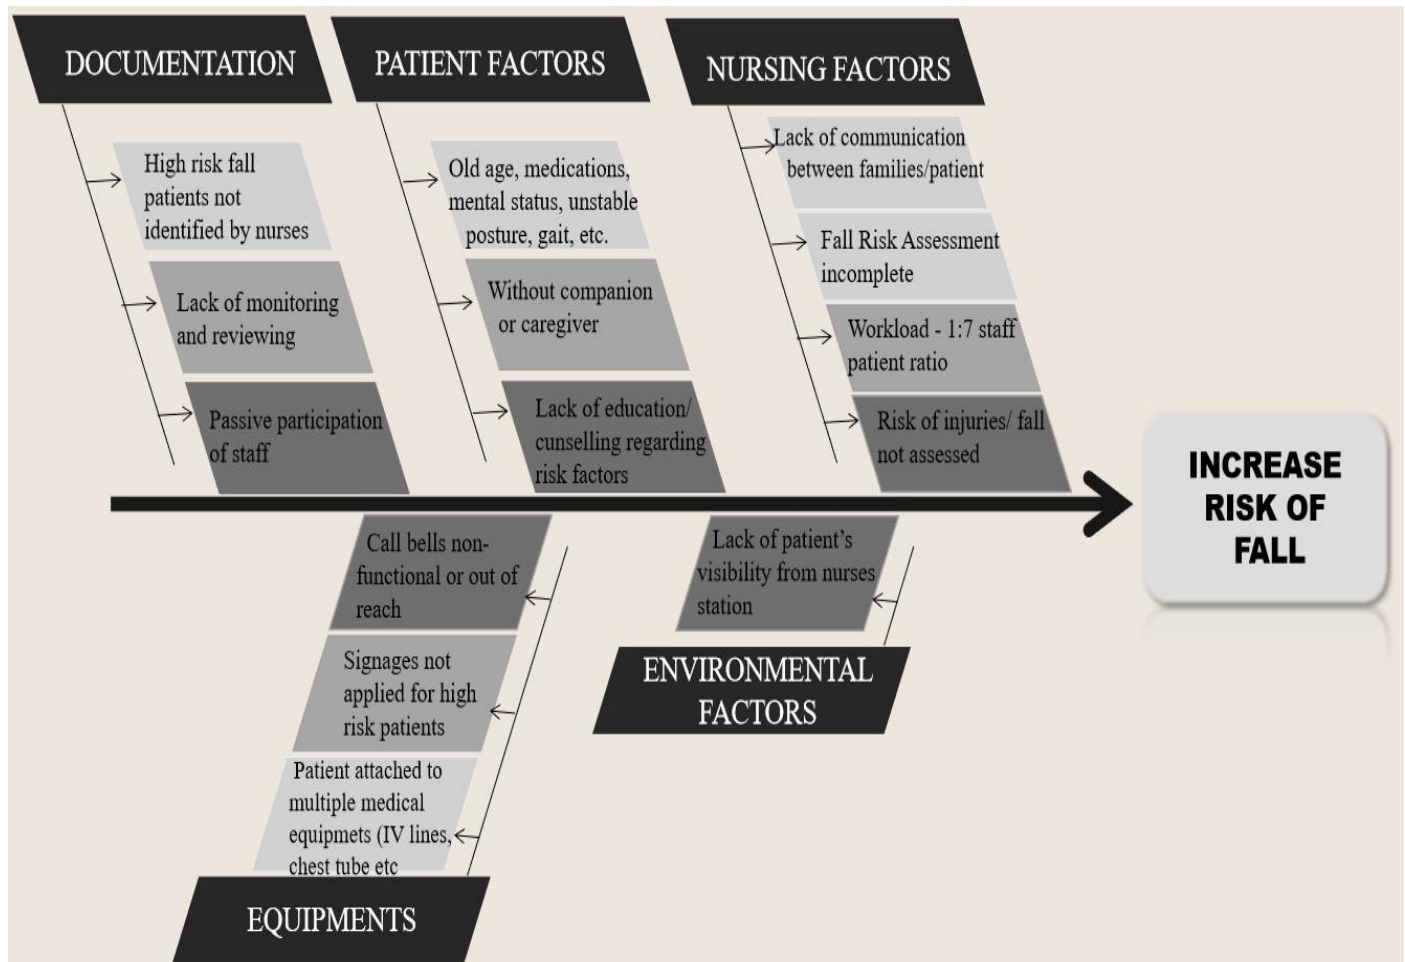 DOCUMENTATION
High risk fall
patients not
identified by nurses
Lack of monitoring
and reviewing
Passive participation
of staff
PATIENT FACTORS
Old age, medications,
mental status, unstable
posture, gait, etc.
Without companion
or caregiver
Lack of education/
cunselling regarding
risk factors
NURSING FACTORS
Lack of communication
between families/patient
Fall Risk Assessment
incomplete
Workload - 1:7 staff
patient ratio
Risk of injuries/ fall
not assessed
INCREASE
RISK OF
FALL
Call bells non-
functional or out of
reach
Signages not
applied for high
risk patients
Patient attached to
multiple medical
equipmets (IV lines,
chest tube etc
EQUIPMENTS
Lack of patient’s
visibility from nurses
station
ENVIRONMENTAL
FACTORS